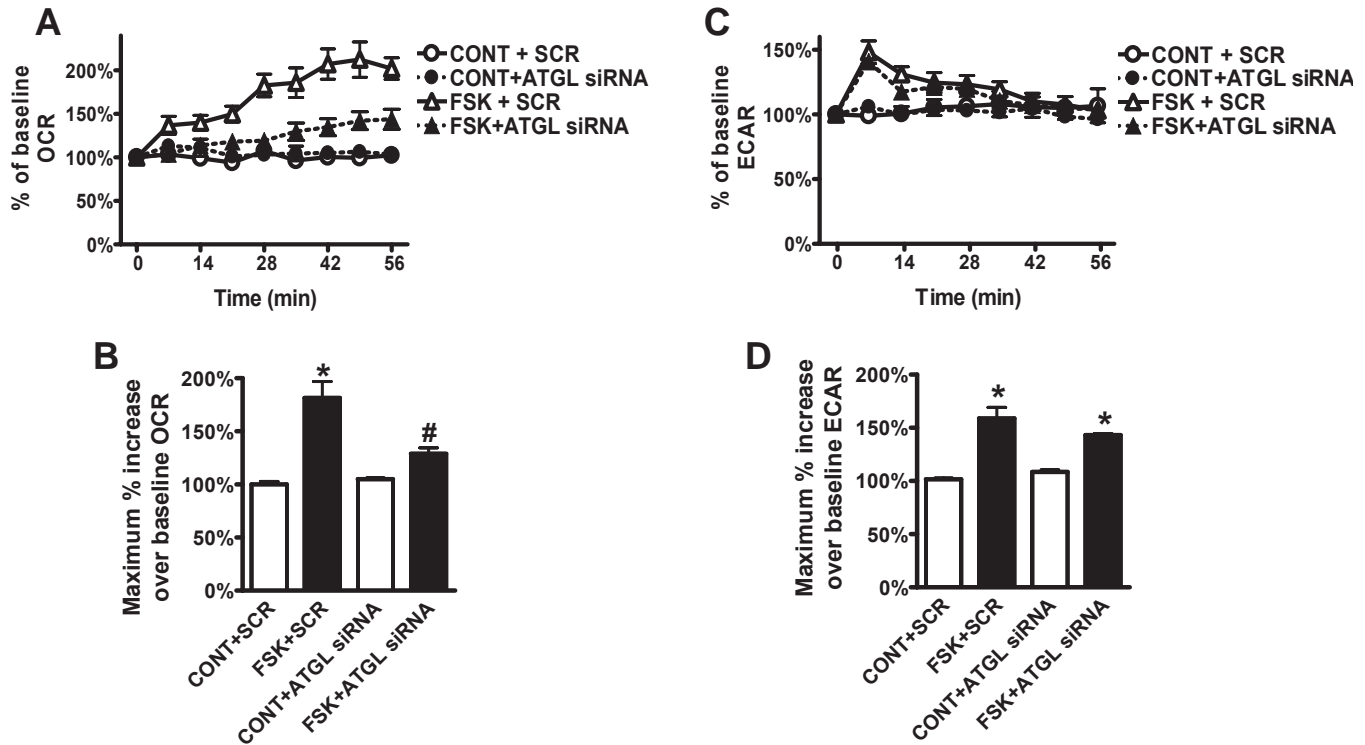 A
% of baseline
OCR
200%
150%
100%
50%
0%
0 14 28 42 56
Time (min)
CONT + SCR
CONT+ATGL siRNA
FSK + SCR
FSK+ATGL siRNA
C
% of baseline
ECAR
150%
100%
50%
0%
0 14 28 42 56
Time (min)
CONT + SCR
CONT+ATGL siRNA
FSK + SCR
FSK+ATGL siRNA
B
Maximum % increase
over baseline OCR
200%
150%
100%
50%
0%
*
#
CONT+SCR
FSK+SCR
CONT+ATGL siRNA
FSK+ATGL siRNA
D
Maximum % increase
over baseline ECAR
200%
150%
100%
50%
0%
*
*
CONT+SCR
FSK+SCR
CONT+ATGL siRNA
FSK+ATGL siRNA